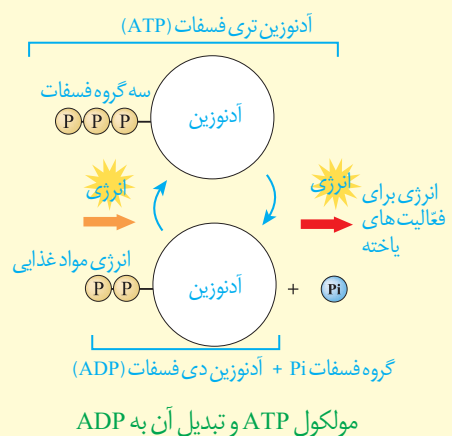 آدنوزین تری فسفات (ATP)
سه گروه فسفات
P P P
آدنوزین
انرژی
انرژی
انرژی برای
فعّالیت‌های
یاخته
انرژی مواد غذایی
P P
آدنوزین
+
Pi
گروه فسفات Pi + آدنوزین دی فسفات (ADP)
مولکول ATP و تبدیل آن به ADP